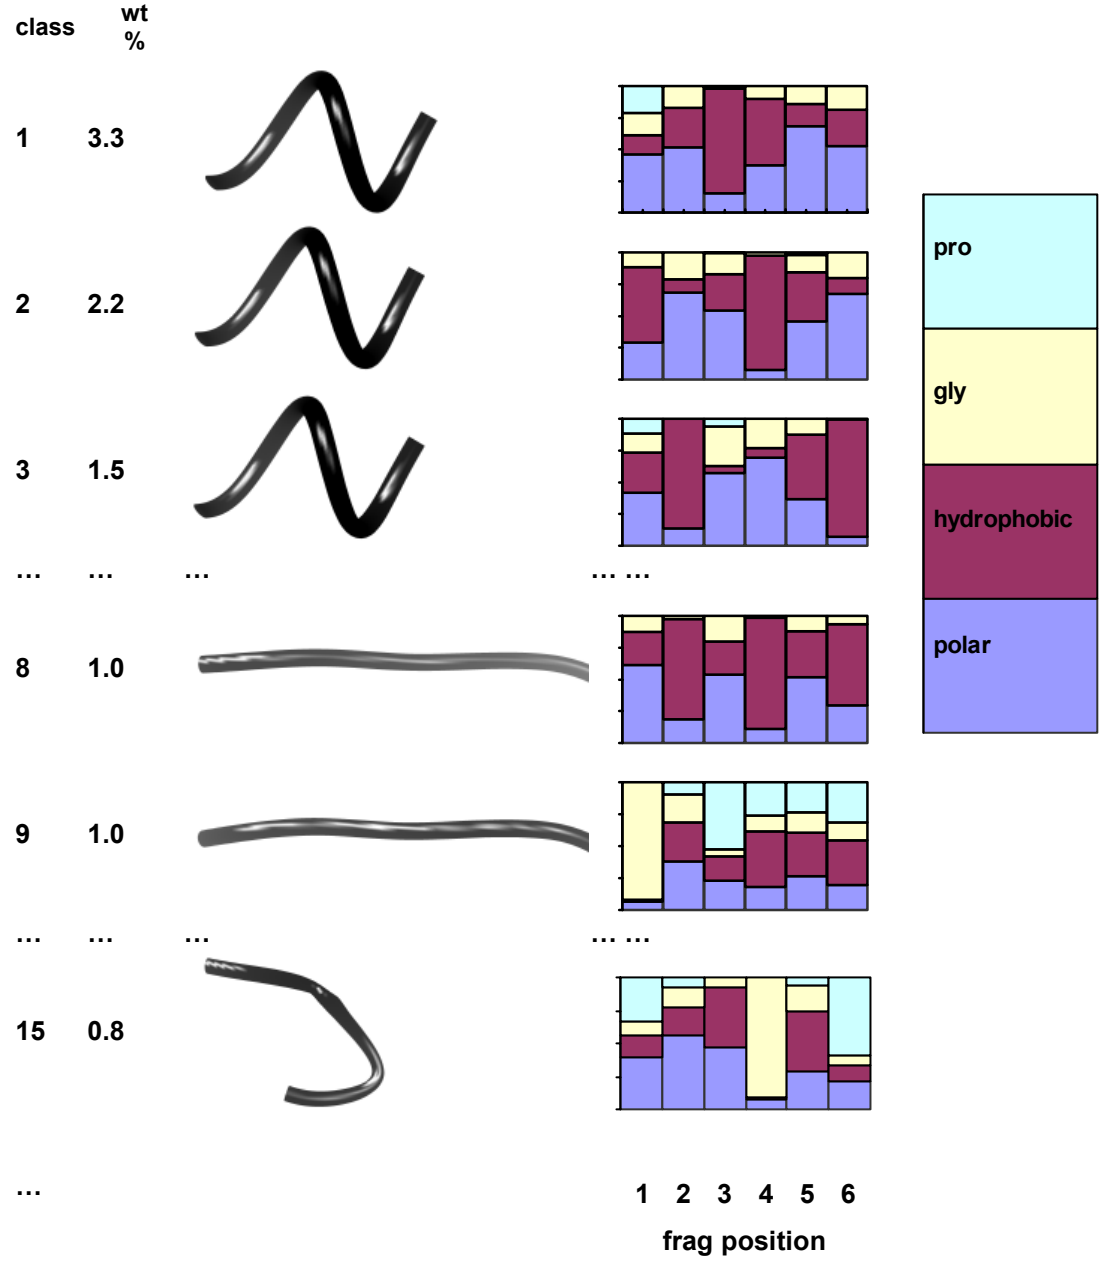 class wt
%
1 3.3
2 2.2
3 1.5
... ... ... ... ...
8 1.0
9 1.0
... ... ... ... ...
15 0.8
...
1 2 3 4 5 6
frag position
pro
gly
hydrophobic
polar